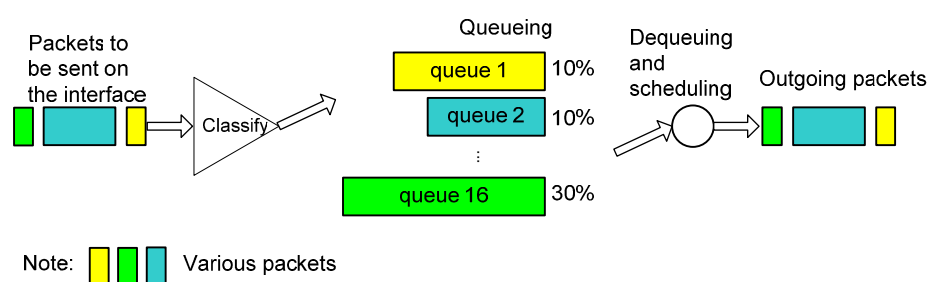 Packets to
be sent on
the interface
Classify
Queueing
queue 1
10%
queue 2
10%
...
queue 16
30%
Dequeuing
and
scheduling
Outgoing packets
Note:
Various packets